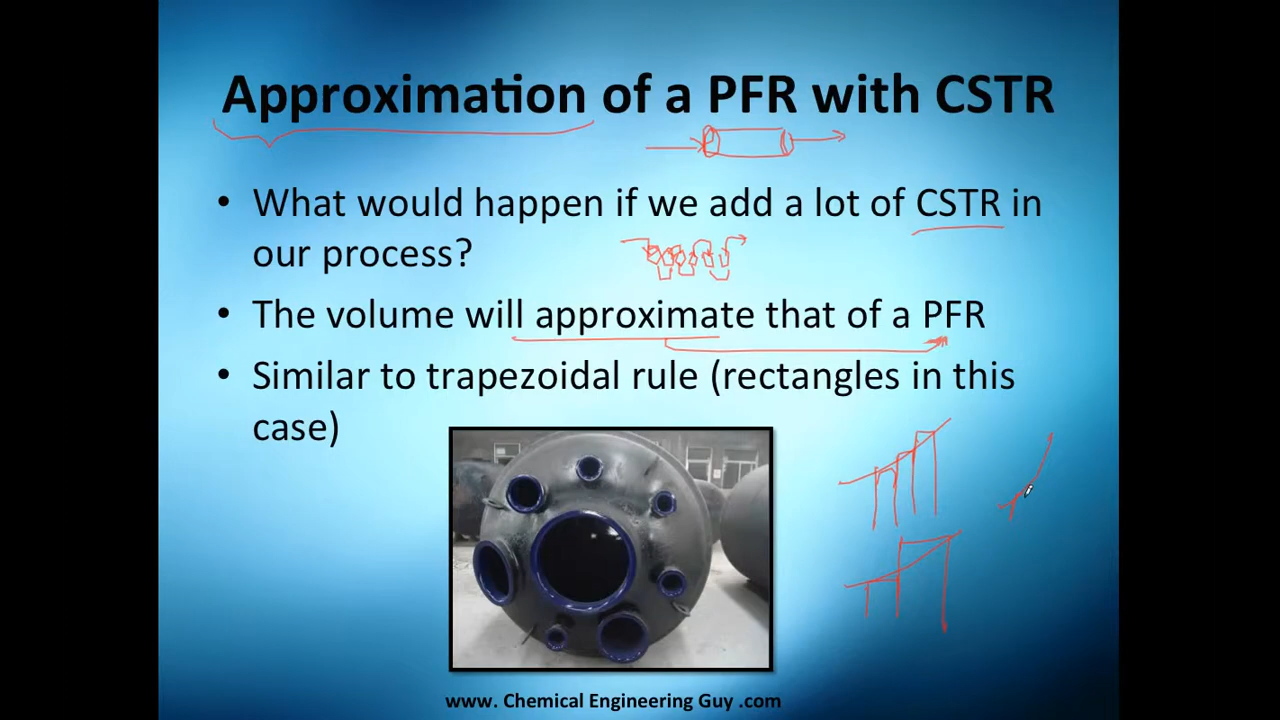 Approximation of a PFR with CSTR
• What would happen if we add a lot of CSTR in
our process?
• The volume will approximate that of a PFR
• Similar to trapezoidal rule (rectangles in this
case)
www. Chemical Engineering Guy .com